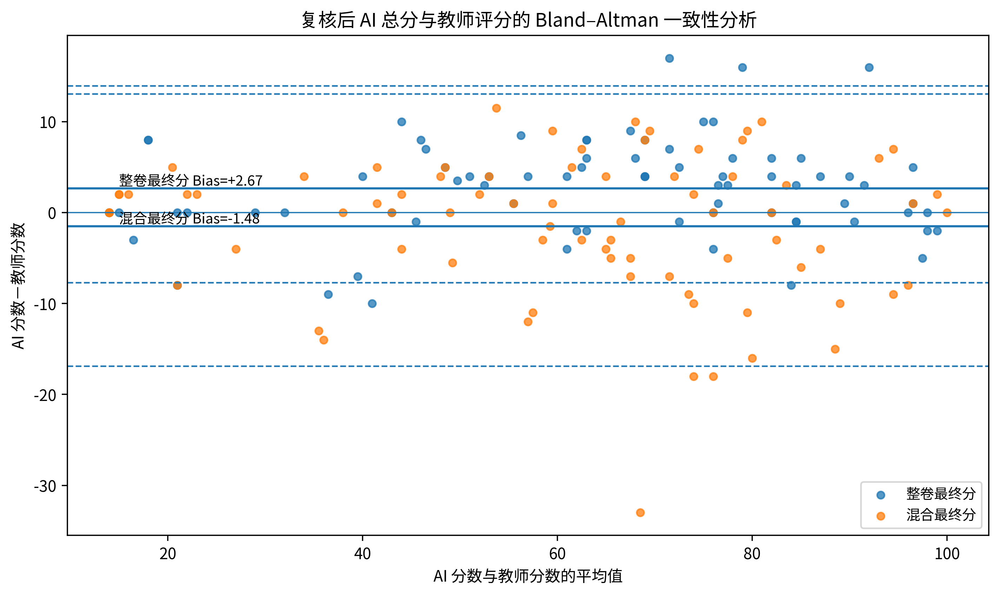 复核后 AI 总分与教师评分的 Bland–Altman 一致性分析
AI 分数－教师分数
10
0
-10
-20
-30
整卷最终分 Bias=+2.67
混合最终分 Bias=-1.48
整卷最终分
混合最终分
20
40
60
80
100
AI 分数与教师分数的平均值